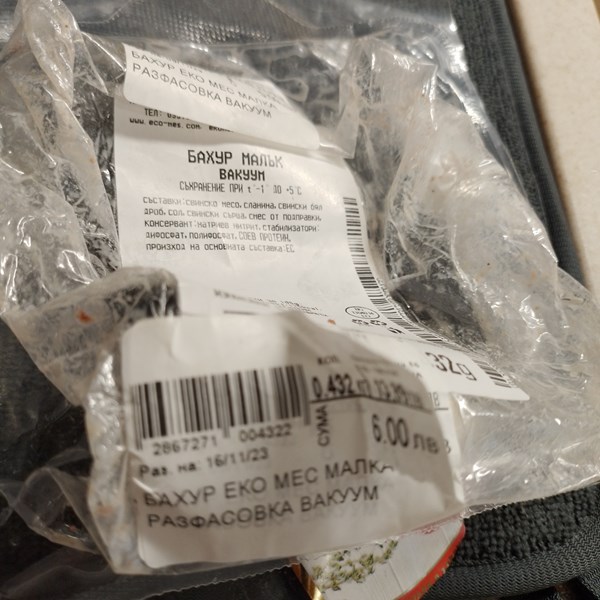 БАХУР ЕКО МЕС МАЛКА
РАЗФАСОВКА ВАКУУМ
www.eco-mes.com
БАХУР МАЛЪК
ВАКУУМ
СЪХРАНЕНИЕ ПРИ t -1° ДО +5°C
съставки:свинско месо, сланина, свински бял
дроб, сол, свински сърца, смес от подправки,
консервант:натриев нитрит, стабилизатори:
дифосфат, полифосфат, СОЕВ ПРОТЕИН,
произход на основната съставка:ЕС
32g
0.432
СУМА
6.00 лв
2867271 004322
Раз. на: 16/11/23
БАХУР ЕКО МЕС МАЛКА
РАЗФАСОВКА ВАКУУМ